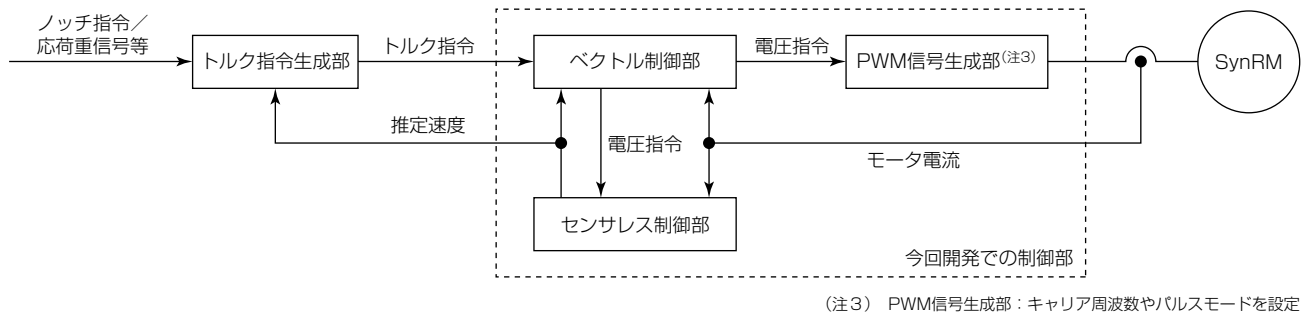 ノッチ指令／
応荷重信号等
トルク指令生成部
トルク指令
ベクトル制御部
電圧指令
PWM信号生成部(注3)
SynRM
推定速度
電圧指令
モータ電流
センサレス制御部
今回開発での制御部
(注3) PWM信号生成部：キャリア周波数やパルスモードを設定